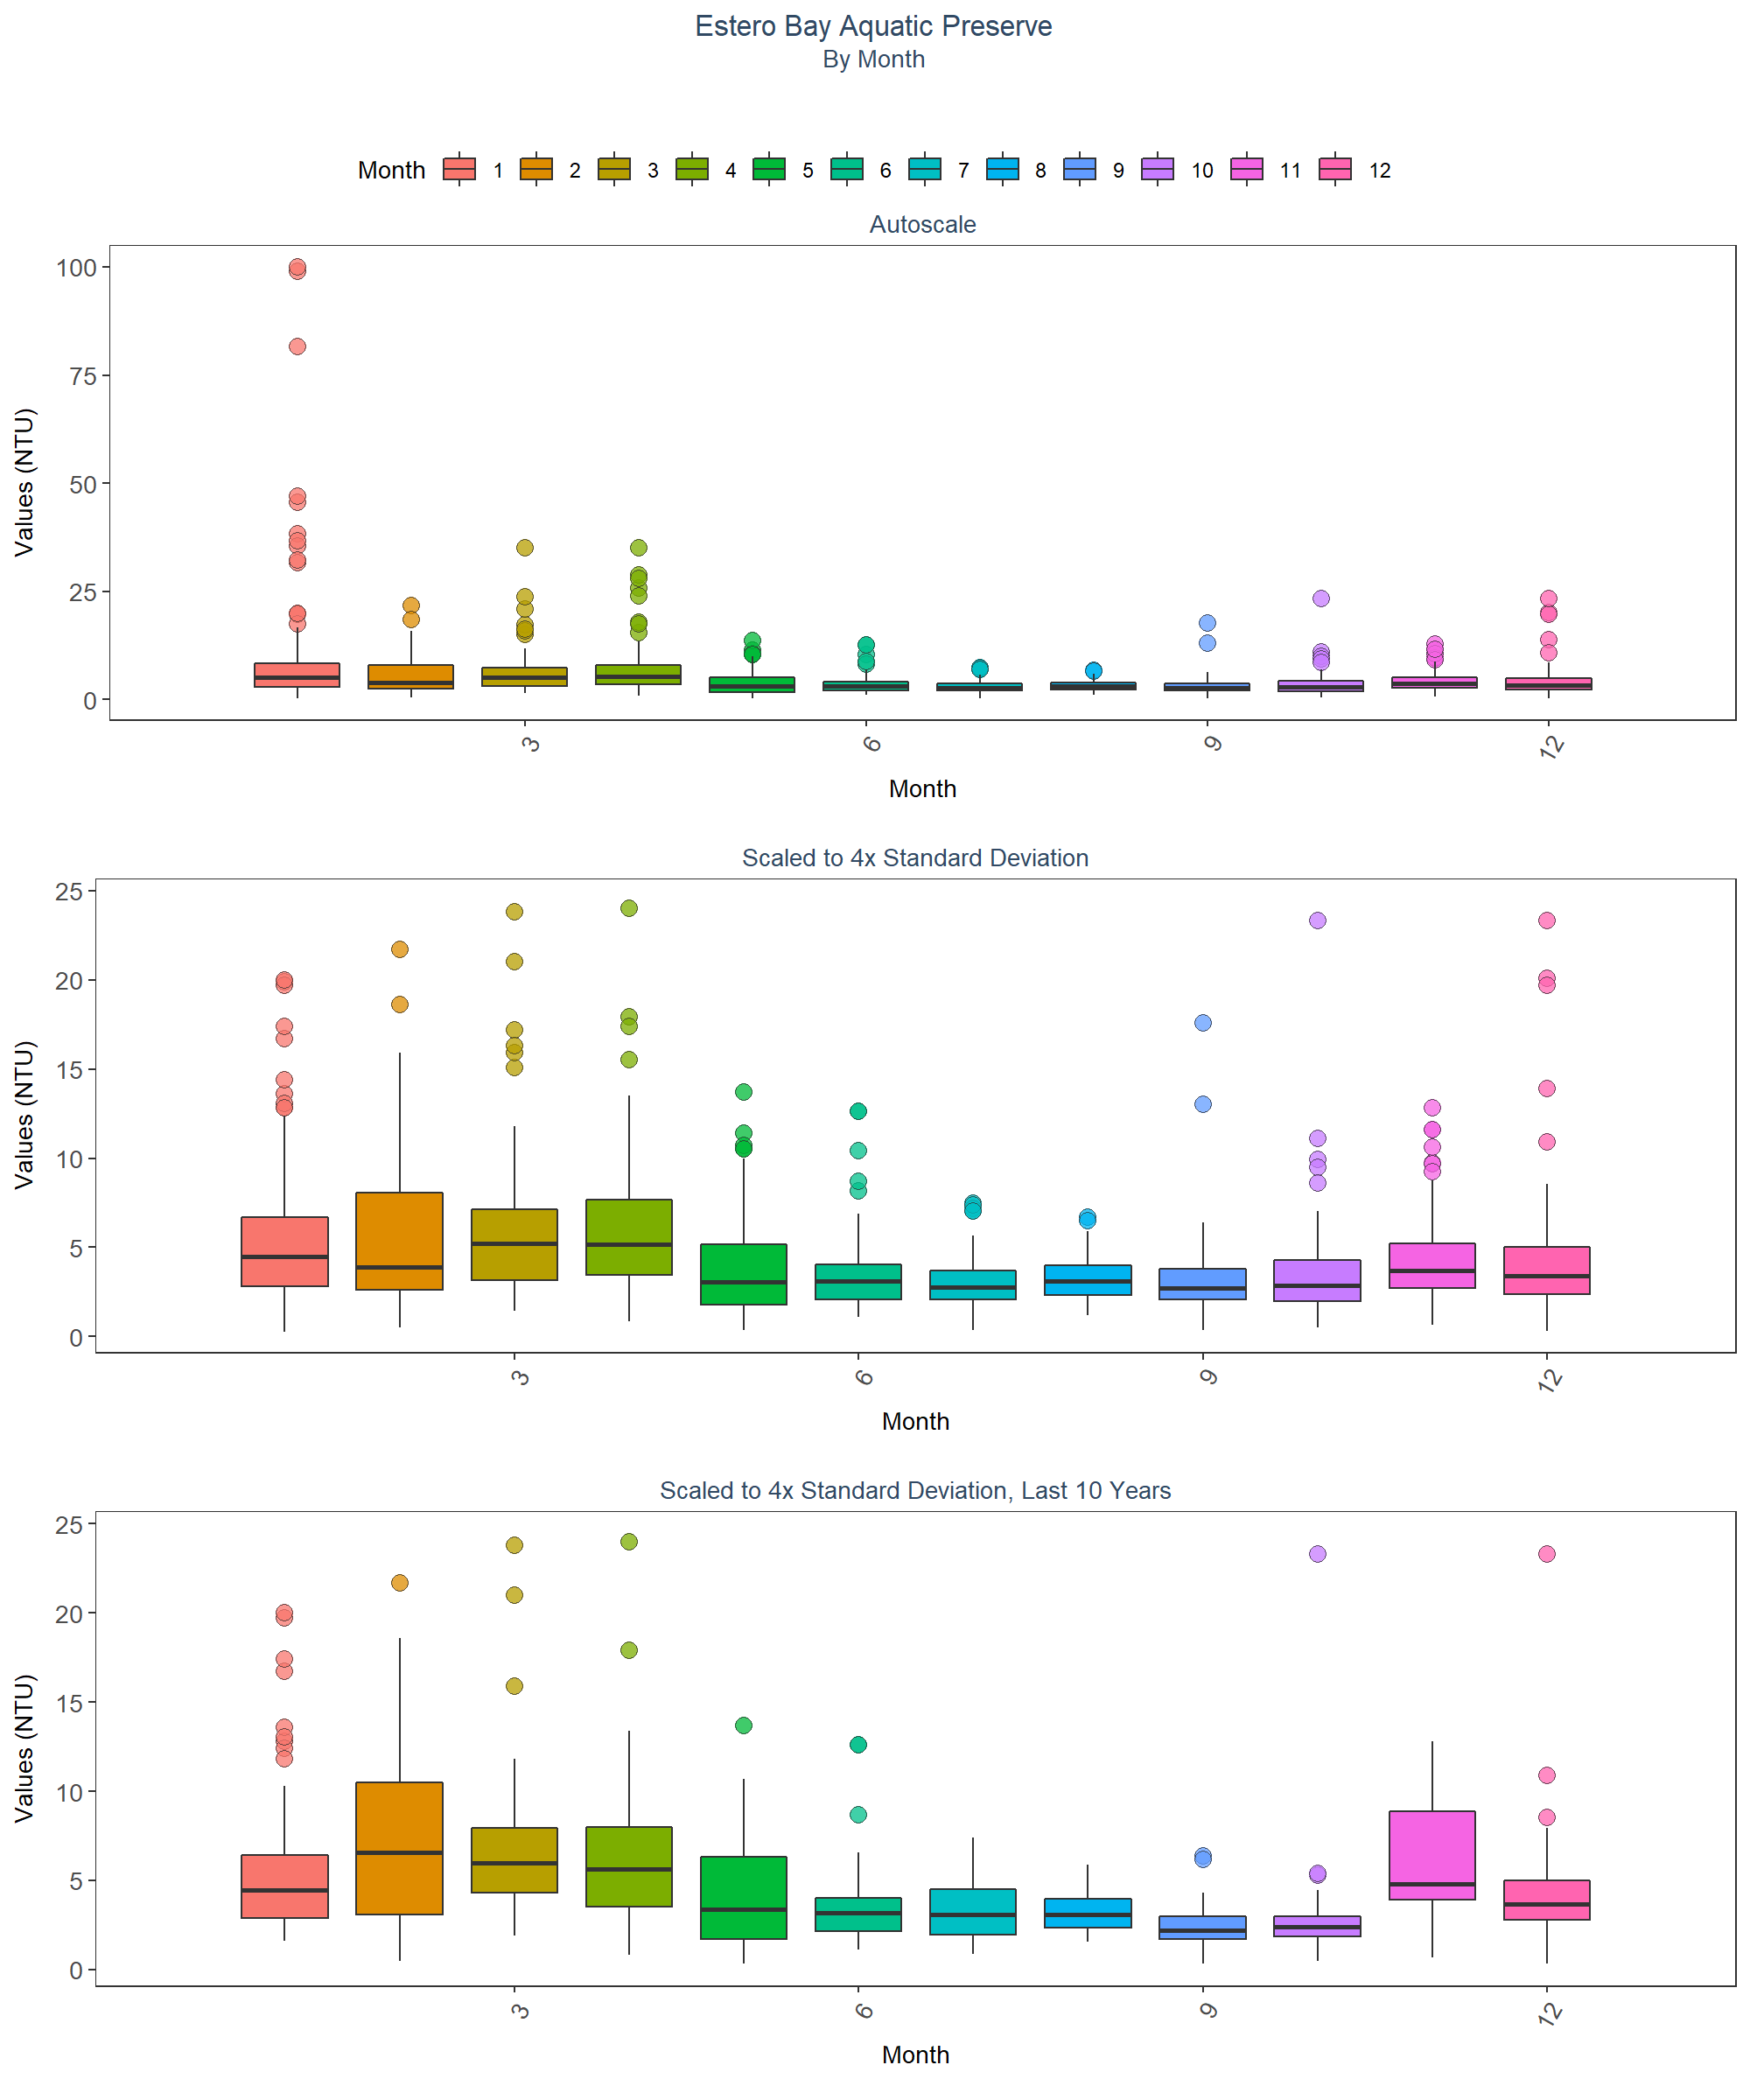 Estero Bay Aquatic Preserve
By Month
Month 1 2 3 4 5 6 7 8 9 10 11 12
Autoscale
100
75
50
25
0
Values (NTU)
3 6 9 12
Month
Scaled to 4x Standard Deviation
25
20
15
10
5
0
Values (NTU)
3 6 9 12
Month
Scaled to 4x Standard Deviation, Last 10 Years
25
20
15
10
5
0
Values (NTU)
3 6 9 12
Month